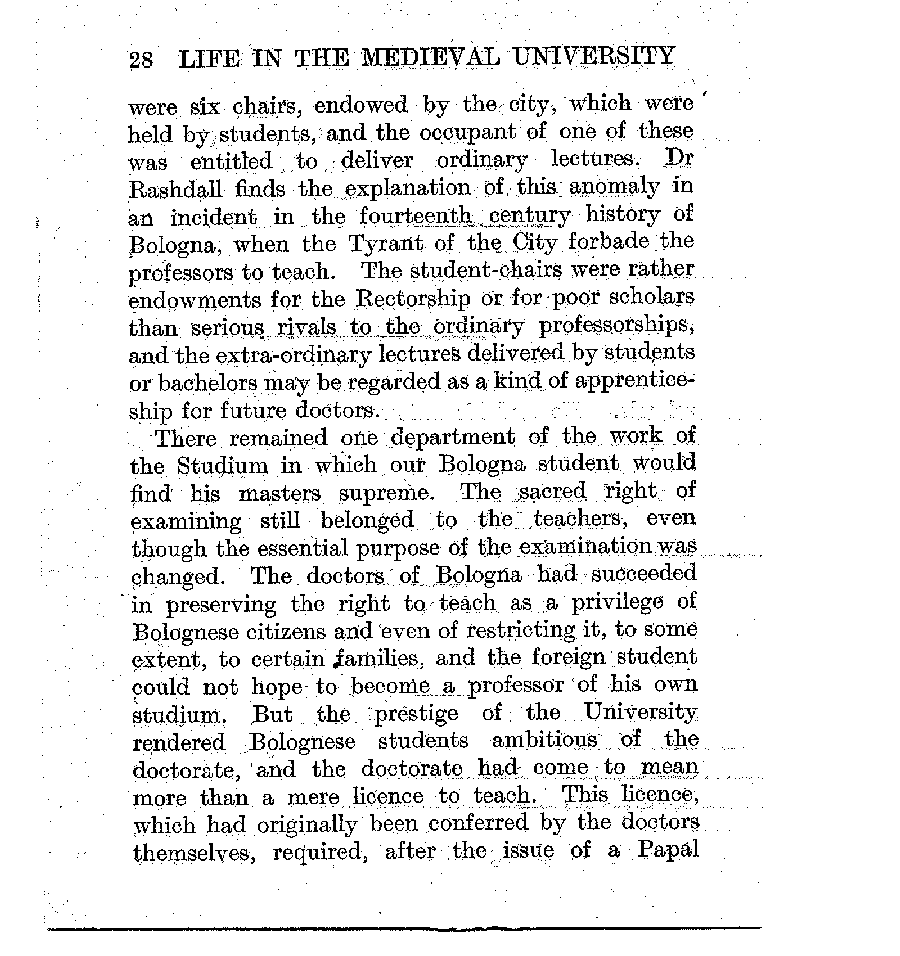 28 LIFE IN THE MEDIEVAL UNIVERSITY
were six chairs, endowed by the city, which were
held by students, and the occupant of one of these
was entitled to deliver ordinary lectures. Dr
Rashdall finds the explanation of this anomaly in
an incident in the fourteenth century history of
Bologna, when the Tyrant of the City forbade the
professors to teach. The student-chairs were rather
endowments for the Rectorship or for poor scholars
than serious rivals to the ordinary professorships,
and the extra-ordinary lectures delivered by students
or bachelors may be regarded as a kind of apprentice-
ship for future doctors.
There remained one department of the work of
the Studium in which our Bologna student would
find his masters supreme. The sacred right of
examining still belonged to the teachers, even
though the essential purpose of the examination was
changed. The doctors of Bologna had succeeded
in preserving the right to teach as a privilege of
Bolognese citizens and even of restricting it, to some
extent, to certain families, and the foreign student
could not hope to become a professor of his own
studium. But the prestige of the University
rendered Bolognese students ambitious of the
doctorate, and the doctorate had come to mean
more than a mere licence to teach. This licence,
which had originally been conferred by the doctors
themselves, required, after the issue of a Papal